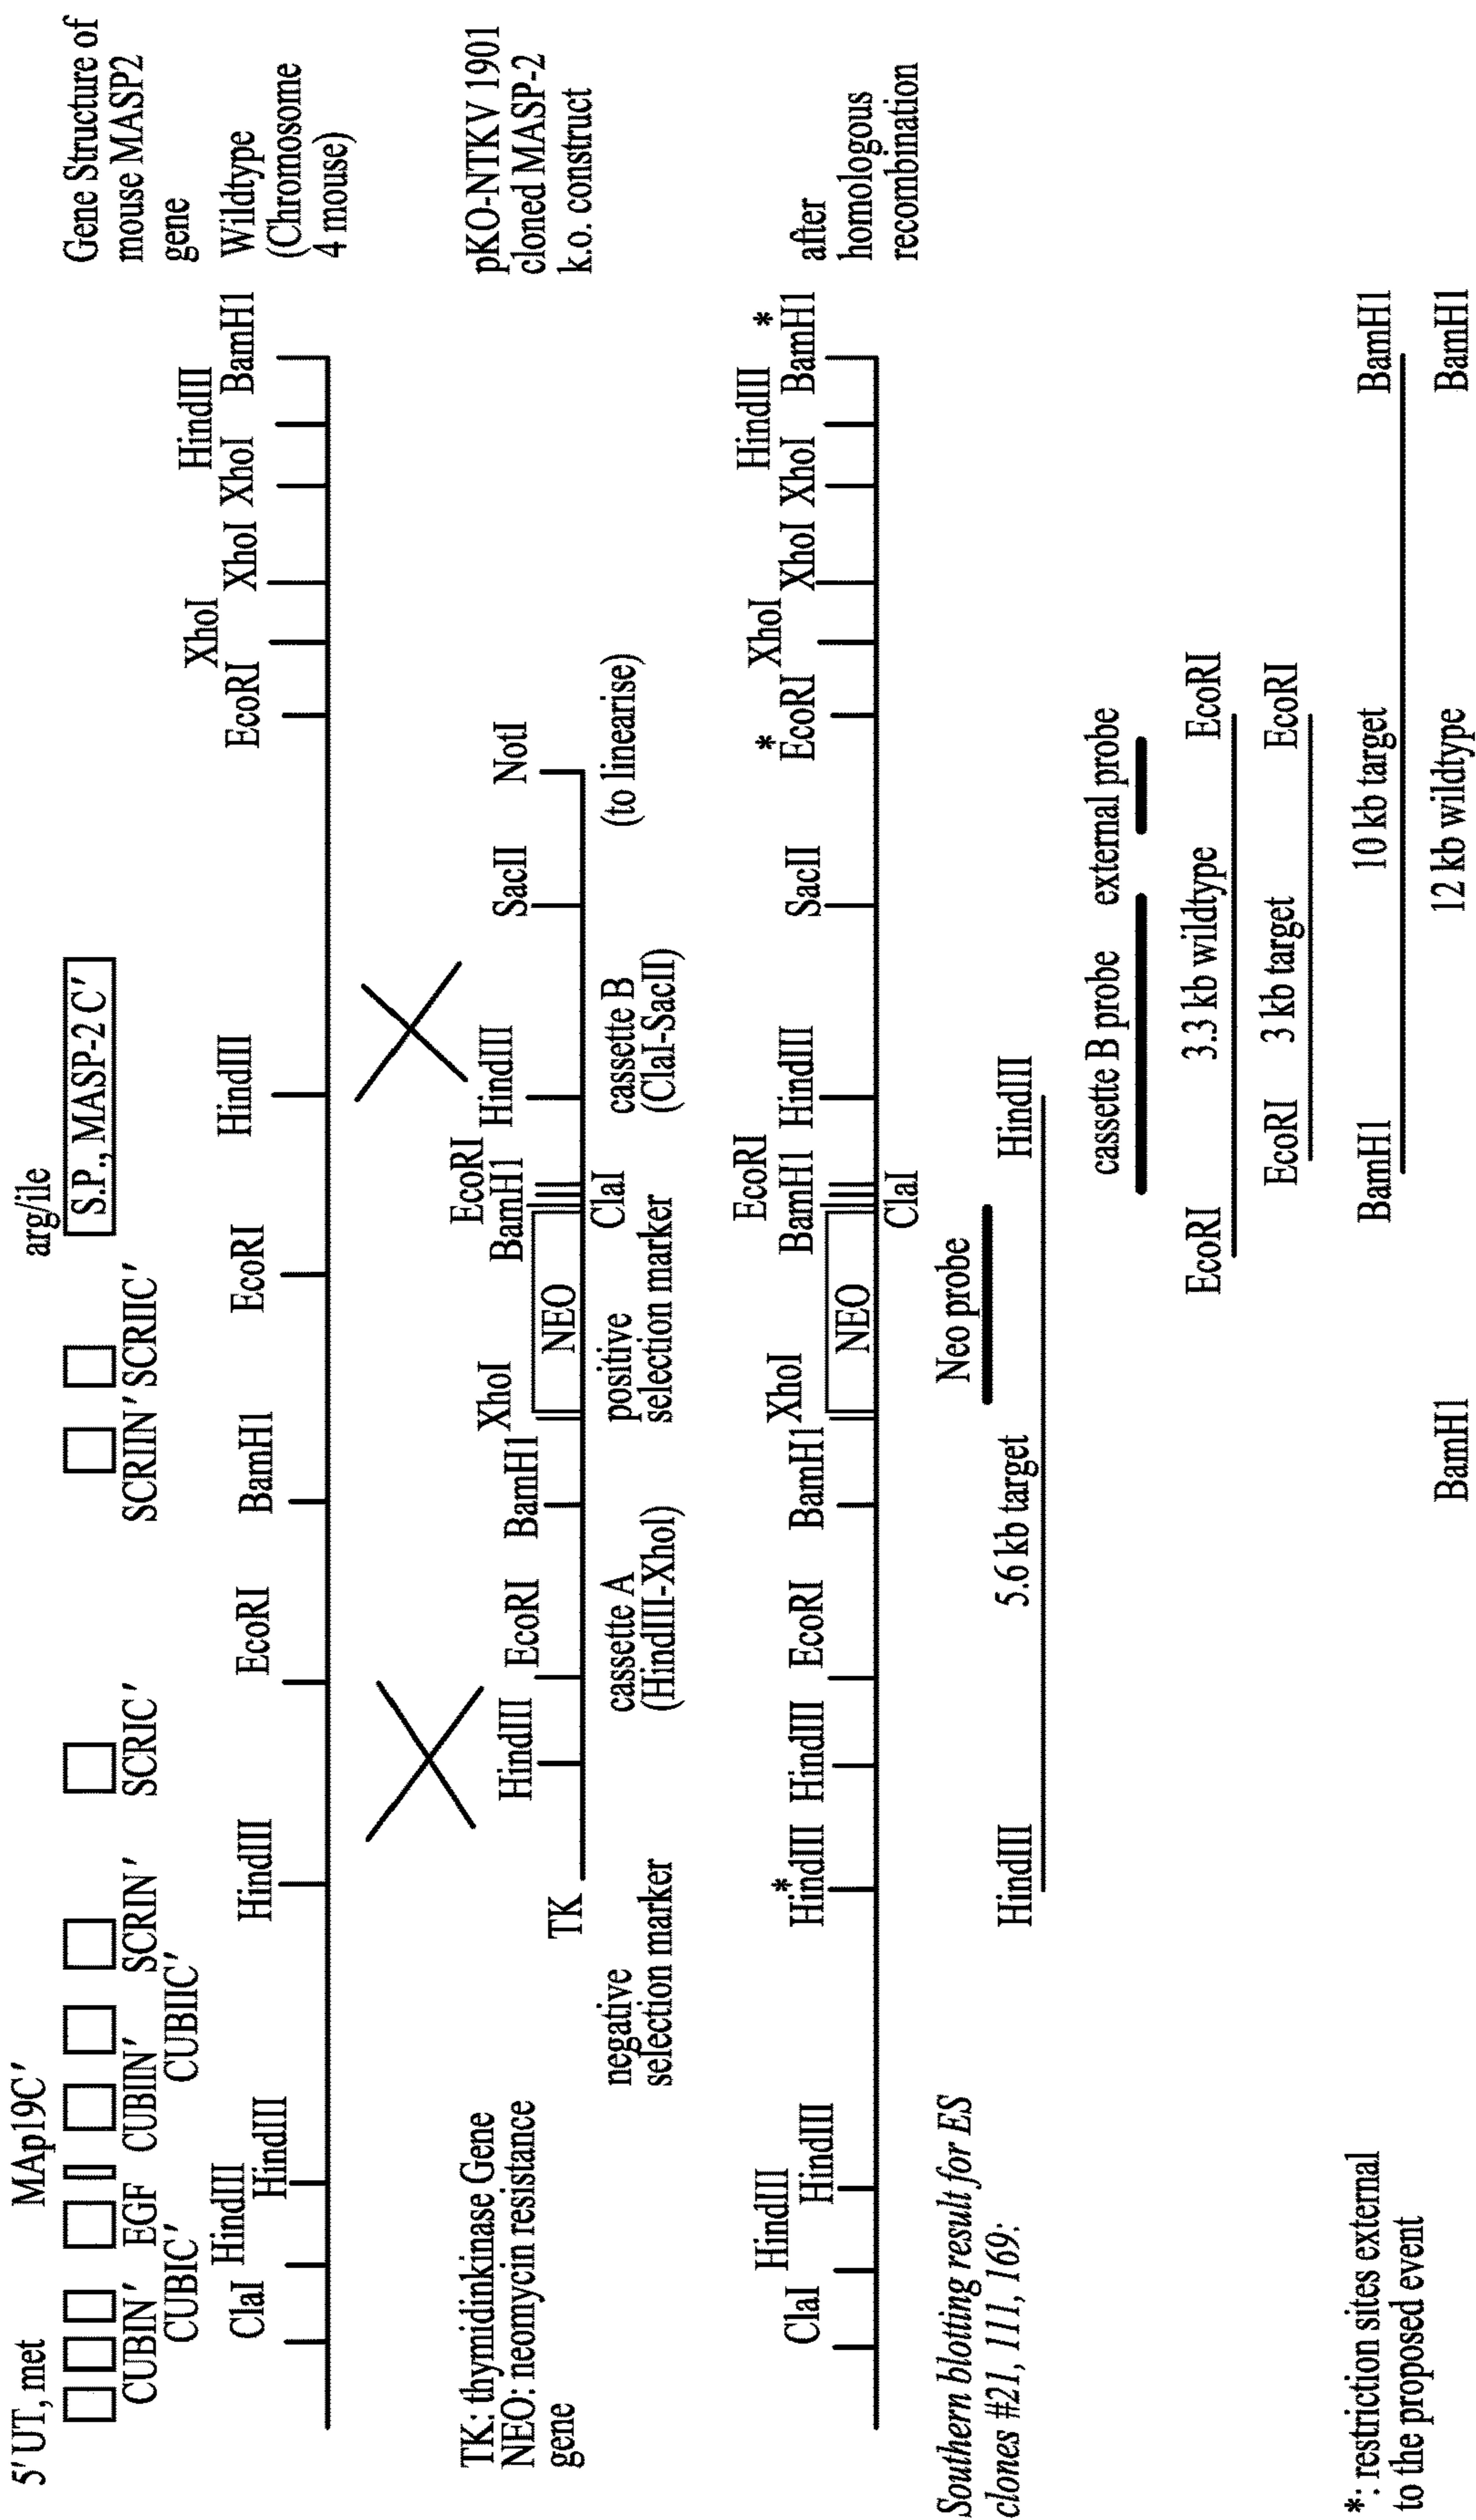 5'UT, met
MAp19C'
arg/ile
S.P., MASP-2 C'
CUBIN'
EGF
CUBIIN'
SCRIN'
SCRIC'
SCRIIN'
SCRIIC'
CUBIC'
CUBIIC'
Gene Structure of
mouse MASP2
gene
Wildtype
(Chromosome
4 mouse)
ClaI
HindIII
HindIII
HindIII
EcoRI
BamH1
EcoRI
HindIII
EcoRI
XhoI
XhoI
XhoI
HindIII
BamH1
TK: thymidinkinase Gene
NEO: neomycin resistance
gene
TK
HindIII
EcoRI
BamH1
XhoI
NEO
BamH1
EcoRI
ClaI
HindIII
SacII
NotI
pKO-NTKV 1901
cloned MASP-2
k.o. construct
negative
selection marker
cassette A
(HindIII-XhoI)
positive
selection marker
cassette B
(ClaI-SacII)
(to linearise)
ClaI
HindIII
HindIII
*
HindIII
HindIII
EcoRI
BamH1
XhoI
NEO
BamH1
EcoRI
ClaI
HindIII
SacII
*
EcoRI
XhoI
XhoI
XhoI
HindIII
*
BamH1
after
homologous
recombination
Southern blotting result for ES
clones #21, 111, 169:
Neo probe
HindIII
5.6 kb target
HindIII
cassette B probe
external probe
EcoRI
3.3 kb wildtype
EcoRI
EcoRI
3 kb target
EcoRI
BamH1
10 kb target
BamH1
BamH1
12 kb wildtype
BamH1
*: restriction sites external
to the proposed event